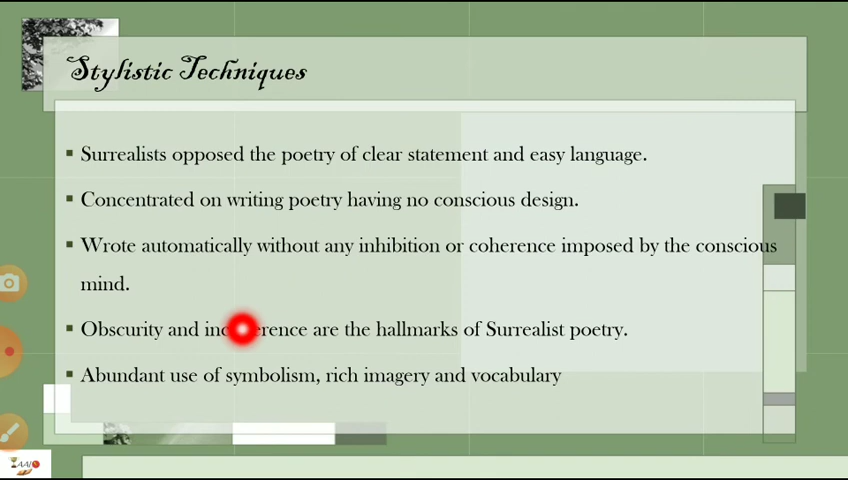 Stylistic Techniques
Surrealists opposed the poetry of clear statement and easy language.
Concentrated on writing poetry having no conscious design.
Wrote automatically without any inhibition or coherence imposed by the conscious
mind.
Obscurity and are the hallmarks of Surrealist poetry.
Abundant use of symbolism, rich imagery and vocabulary